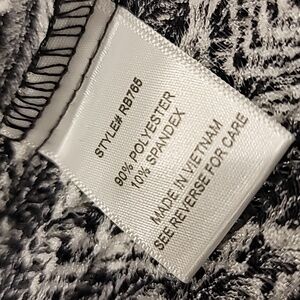 STYLE# RB765
90% POLYESTER
10% SPANDEX
MADE IN VIETNAM
SEE REVERSE FOR CARE